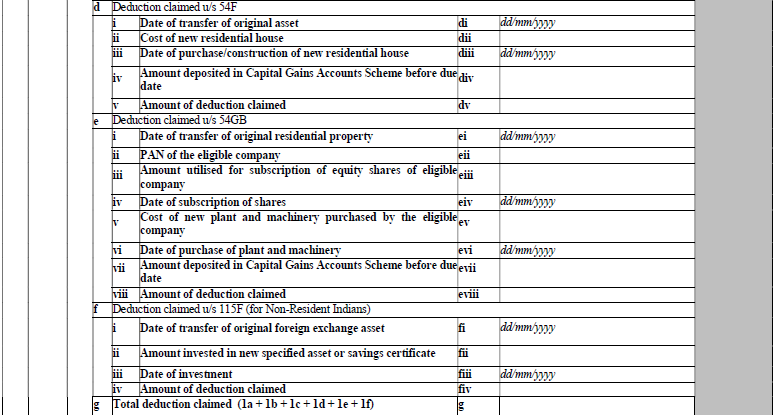 d Deduction claimed u/s 54F
i Date of transfer of original asset di dd/mm/yyyy
ii Cost of new residential house dii
iii Date of purchase/construction of new residential house diii dd/mm/yyyy
iv Amount deposited in Capital Gains Accounts Scheme before due date div
v Amount of deduction claimed dv
e Deduction claimed u/s 54GB
i Date of transfer of original residential property ei dd/mm/yyyy
ii PAN of the eligible company eii
iii Amount utilised for subscription of equity shares of eligible company eiii
iv Date of subscription of shares eiv dd/mm/yyyy
v Cost of new plant and machinery purchased by the eligible company ev
vi Date of purchase of plant and machinery evi dd/mm/yyyy
vii Amount deposited in Capital Gains Accounts Scheme before due date evii
viii Amount of deduction claimed eviii
f Deduction claimed u/s 115F (for Non-Resident Indians)
i Date of transfer of original foreign exchange asset fi dd/mm/yyyy
ii Amount invested in new specified asset or savings certificate fii
iii Date of investment fiii dd/mm/yyyy
iv Amount of deduction claimed fiv
g Total deduction claimed (1a + 1b + 1c + 1d + 1e + 1f) g